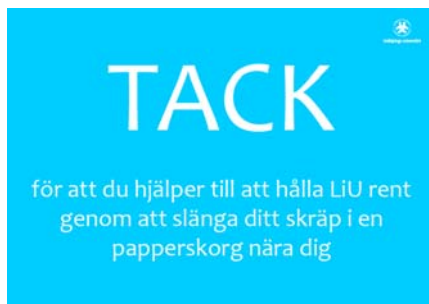 TACK
för att du hjälper till att hålla LiU rent
genom att slänga ditt skräp i en
papperskorg nära dig